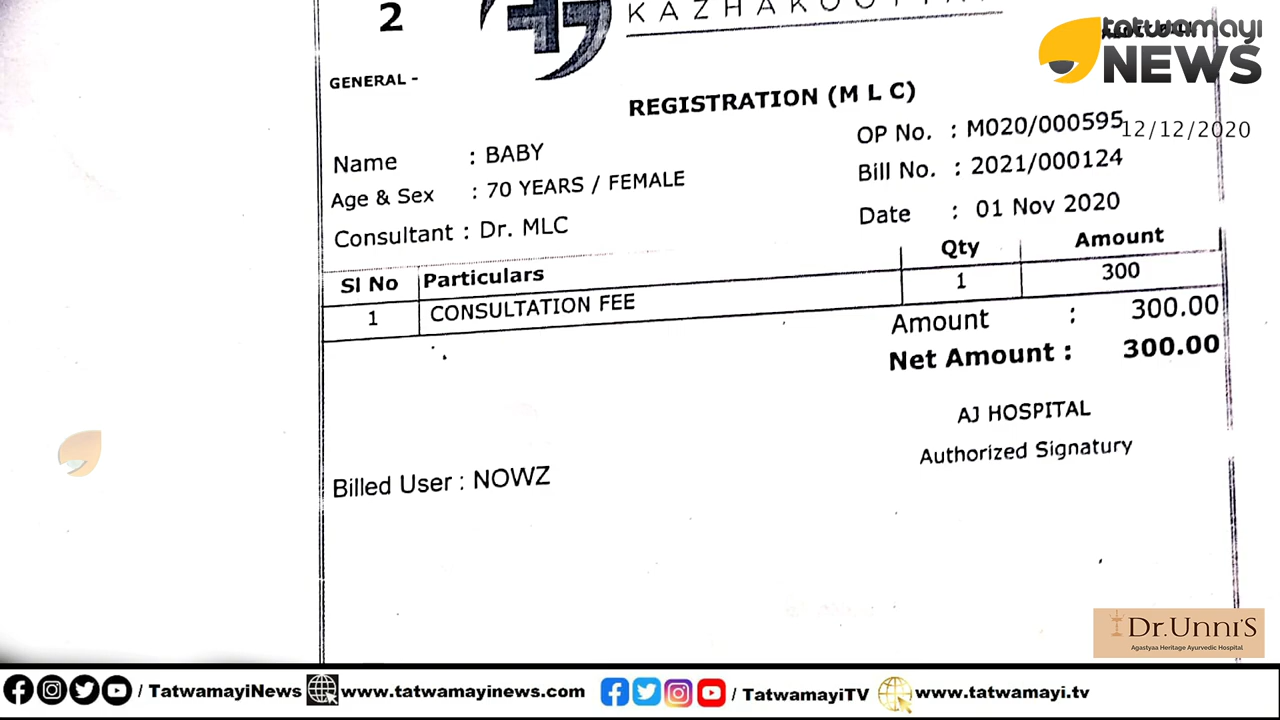 2
tatwamayi
NEWS
GENERAL -
REGISTRATION (M L C)
OP No. : M020/000595
12/12/2020
Name : BABY
Bill No. : 2021/000124
Age & Sex : 70 YEARS / FEMALE
Date : 01 Nov 2020
Consultant : Dr. MLC
Sl No Particulars Qty Amount
1 CONSULTATION FEE 1 300
Amount : 300.00
Net Amount : 300.00
AJ HOSPITAL
Authorized Signatury
Billed User : NOWZ
Dr.Unni'S
Agastyaa Heritage Ayurvedic Hospital
/ TatwamayiNews www.tatwamayinews.com / TatwamayiTV www.tatwamayi.tv